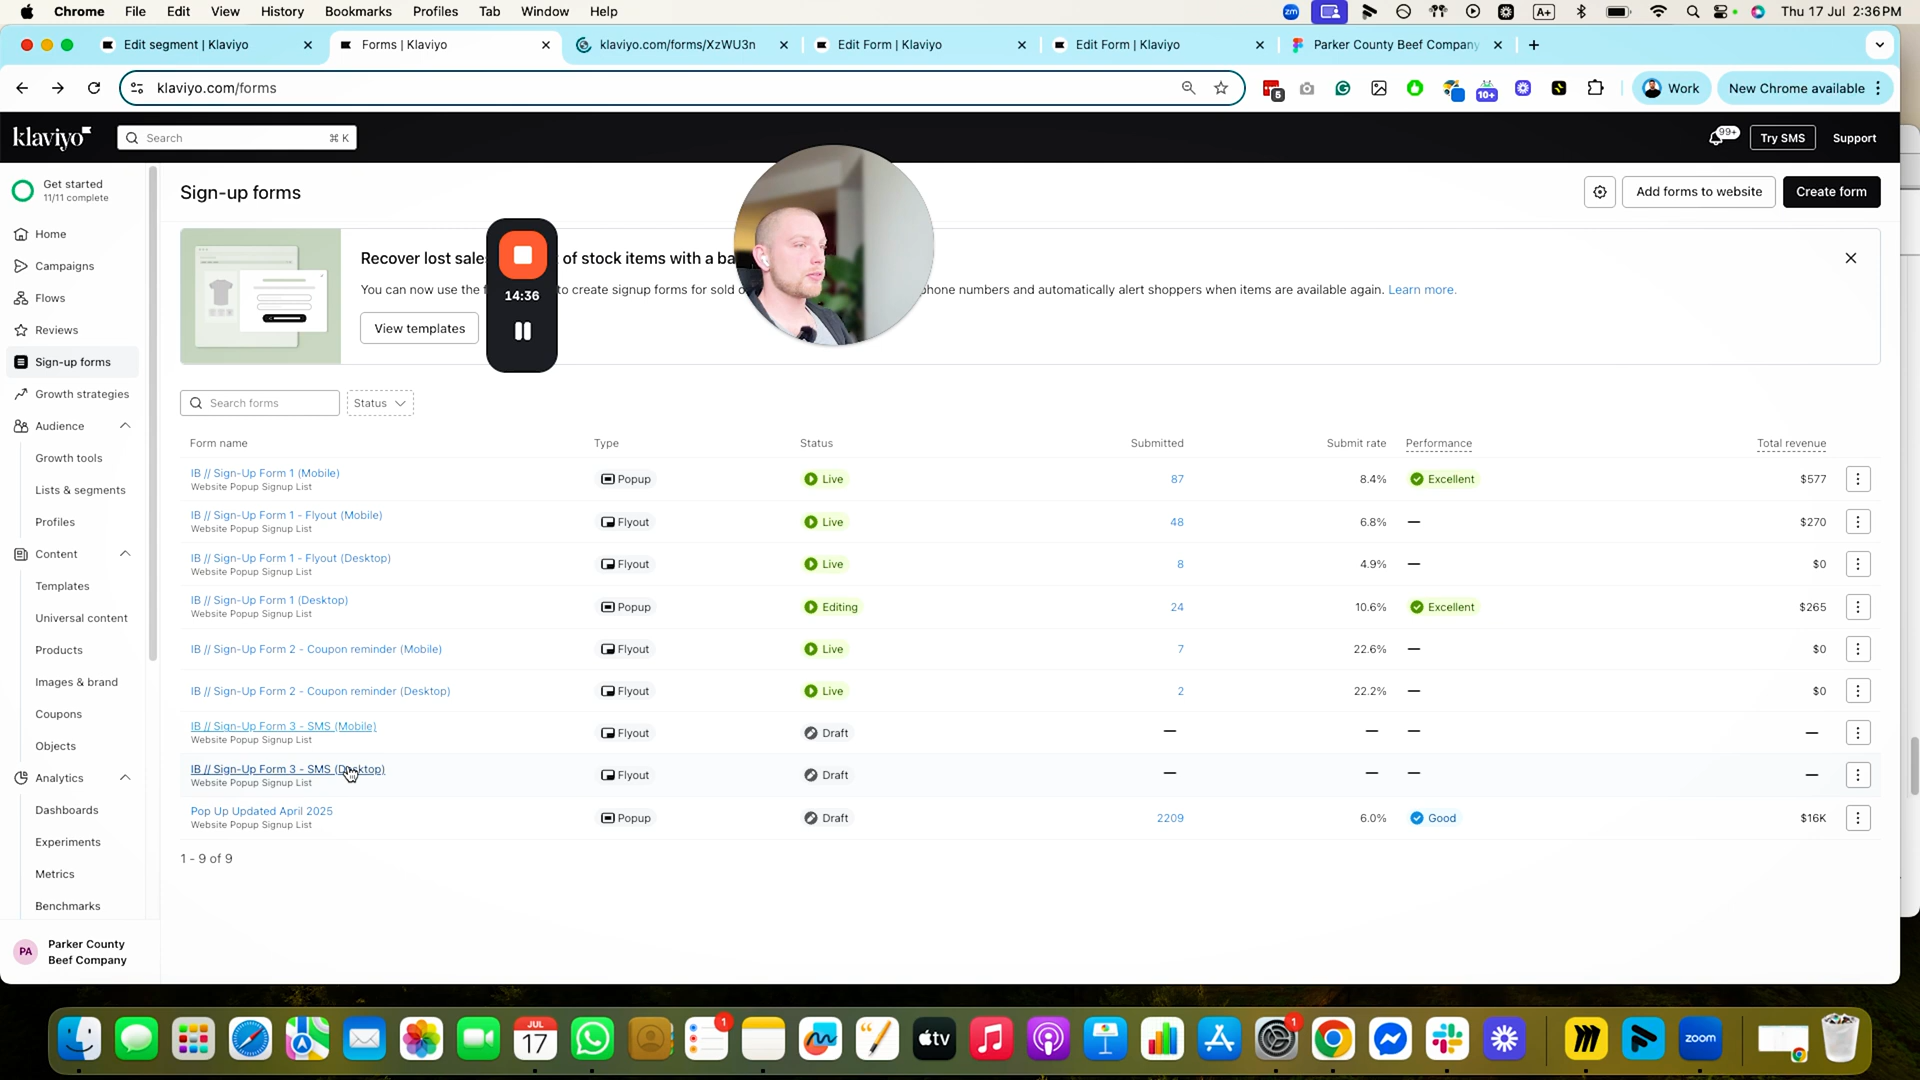 Chrome File Edit View History Bookmarks Profiles Tab Window Help
zm A+ Thu 17 Jul 2:36 PM
Edit segment | Klaviyo
Forms | Klaviyo
klaviyo.com/forms/XzWU3n
Edit Form | Klaviyo
Edit Form | Klaviyo
Parker County Beef Company
klaviyo.com/forms
5
10+
Work
New Chrome available
klaviyo
Search
⌘ K
99+
Try SMS
Support
Get started
11/11 complete
Home
Campaigns
Flows
Reviews
Sign-up forms
Growth strategies
Audience
Growth tools
Lists & segments
Profiles
Content
Templates
Universal content
Products
Images & brand
Coupons
Objects
Analytics
Dashboards
Experiments
Metrics
Benchmarks
PA
Parker County
Beef Company
Sign-up forms
Add forms to website
Create form
Recover lost sale of stock items with a ba
You can now use the f to create signup forms for sold o phone numbers and automatically alert shoppers when items are available again. Learn more.
View templates
14:36
Search forms
Status
Form name Type Status Submitted Submit rate Performance Total revenue
IB // Sign-Up Form 1 (Mobile) Popup Live 87 8.4% Excellent $577
Website Popup Signup List
IB // Sign-Up Form 1 - Flyout (Mobile) Flyout Live 48 6.8% — $270
Website Popup Signup List
IB // Sign-Up Form 1 - Flyout (Desktop) Flyout Live 8 4.9% — $0
Website Popup Signup List
IB // Sign-Up Form 1 (Desktop) Popup Editing 24 10.6% Excellent $265
Website Popup Signup List
IB // Sign-Up Form 2 - Coupon reminder (Mobile) Flyout Live 7 22.6% — $0
IB // Sign-Up Form 2 - Coupon reminder (Desktop) Flyout Live 2 22.2% — $0
IB // Sign-Up Form 3 - SMS (Mobile) Flyout Draft — — — —
Website Popup Signup List
IB // Sign-Up Form 3 - SMS (Desktop) Flyout Draft — — — —
Website Popup Signup List
Pop Up Updated April 2025 Popup Draft 2209 6.0% Good $16K
Website Popup Signup List
1 - 9 of 9
JUL
17
1
tv
1
zoom